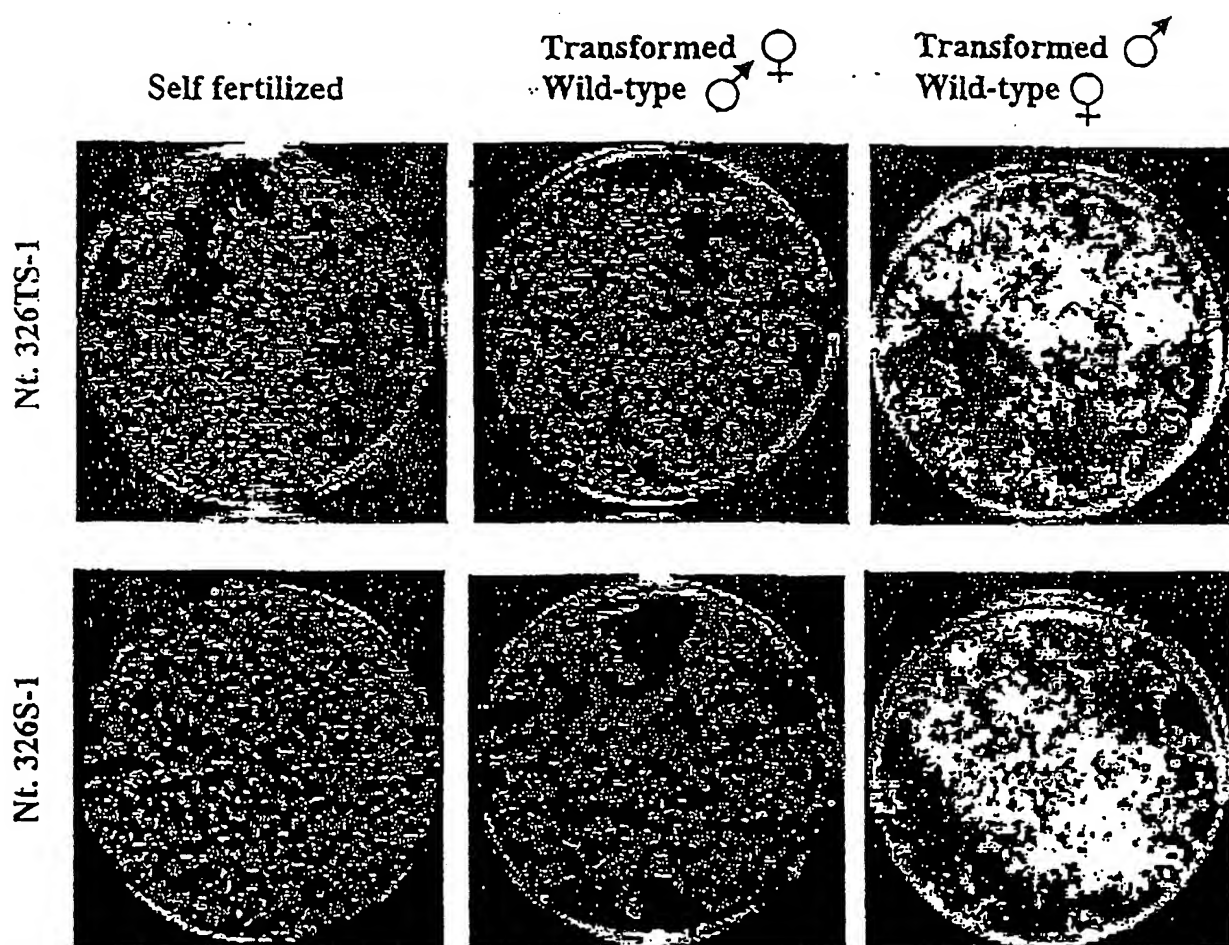 Self fertilized
Transformed ♀
Wild-type ♂
Transformed ♂
Wild-type ♀
Nt. 326TS-1
Nt. 326S-1